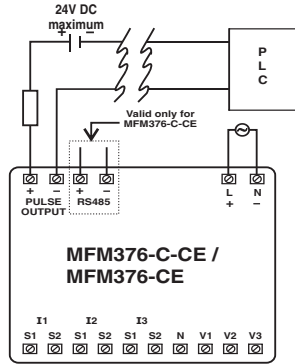 24V DC
maximum
+ −
P
L
C
Valid only for
MFM376-C-CE
+ − + − L N
PULSE RS485 + −
OUTPUT
MFM376-C-CE /
MFM376-CE
I1 I2 I3
S1 S2 S1 S2 S1 S2 N V1 V2 V3